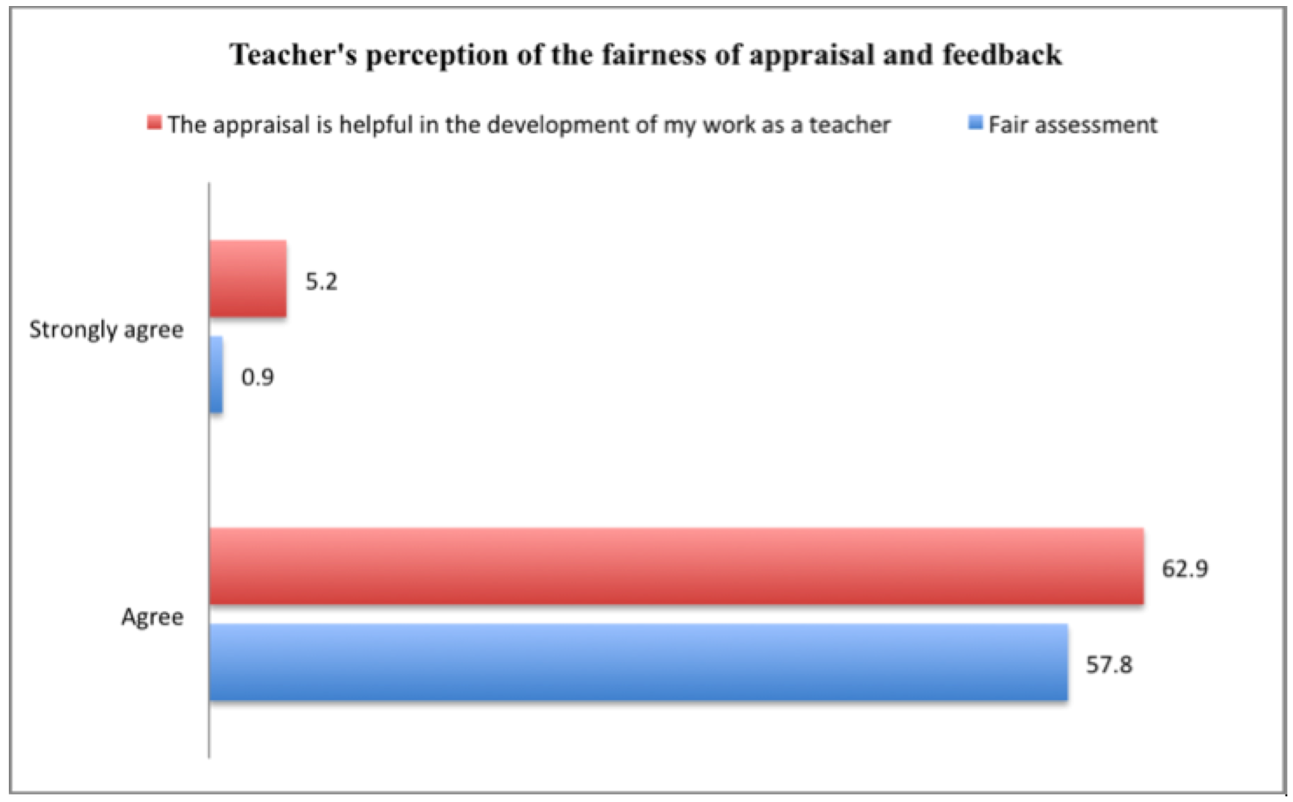 Teacher's perception of the fairness of appraisal and feedback
The appraisal is helpful in the development of my work as a teacher Fair assessment
5.2
Strongly agree
0.9
62.9
Agree
57.8